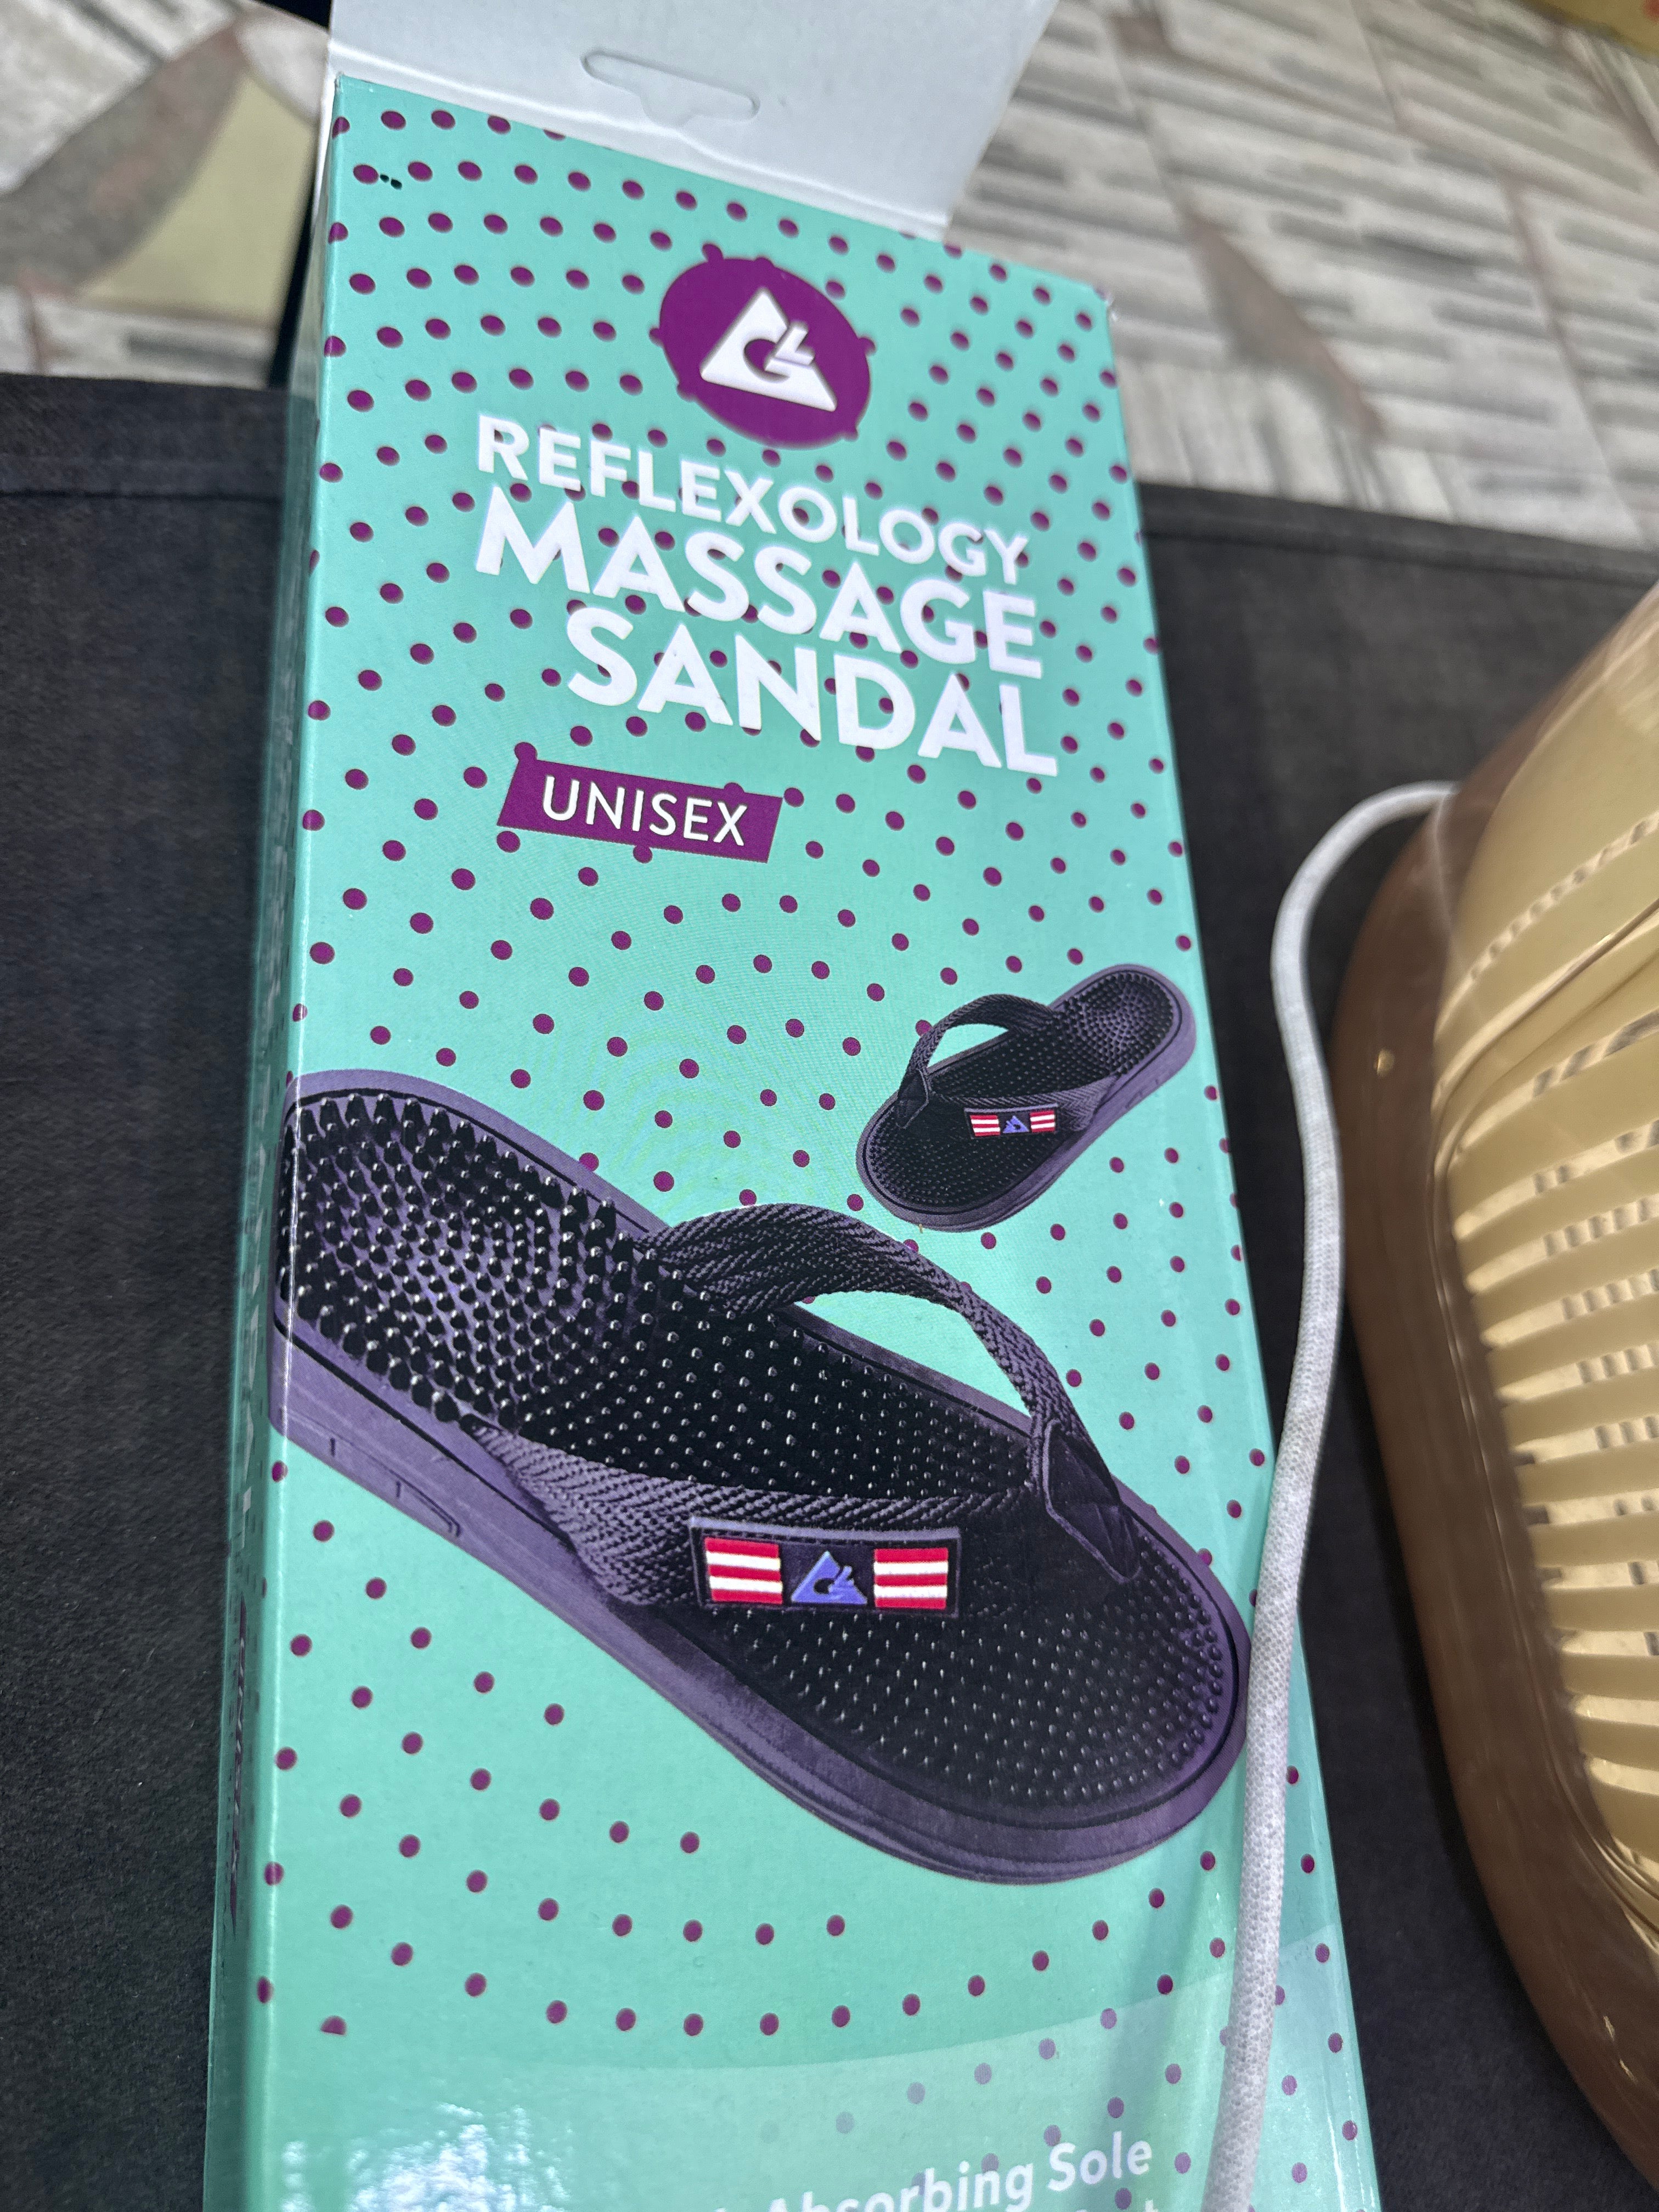 REFLEXOLOGY
MASSAGE
SANDAL
UNISEX
Absorbing Sole